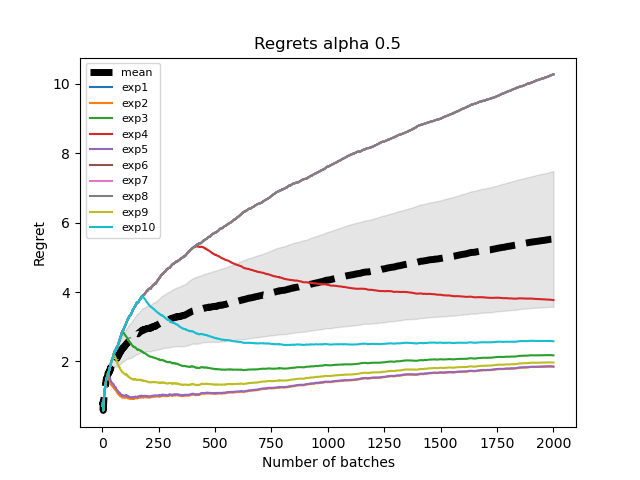 Regrets alpha 0.5
Regret
10
8
6
4
2
mean
exp1
exp2
exp3
exp4
exp5
exp6
exp7
exp8
exp9
exp10
0 250 500 750 1000 1250 1500 1750 2000
Number of batches